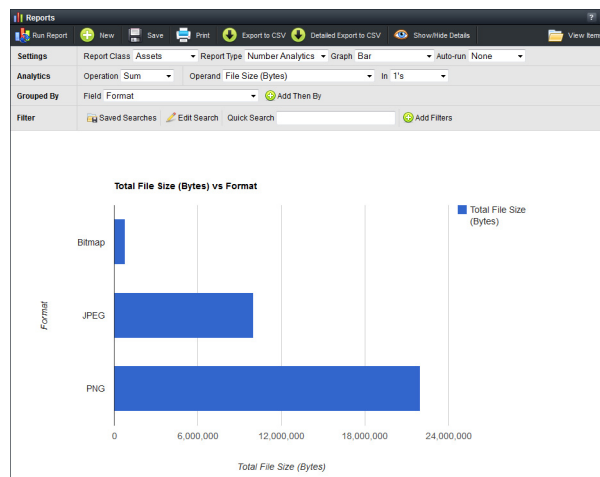 Reports ?
Run Report New Save Print Export to CSV Detailed Export to CSV Show/Hide Details View Items
Settings Report Class Assets Report Type Number Analytics Graph Bar Auto-run None
Analytics Operation Sum Operand File Size (Bytes) In 1's
Grouped By Field Format Add Then By
Filter Saved Searches Edit Search Quick Search Add Filters
Total File Size (Bytes) vs Format
Total File Size
(Bytes)
Bitmap
JPEG
Format
PNG
0 6,000,000 12,000,000 18,000,000 24,000,000
Total File Size (Bytes)